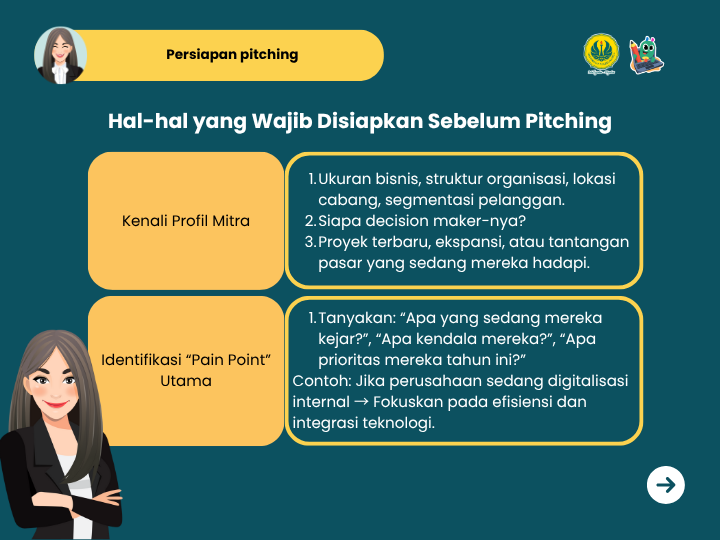 Persiapan pitching
Hal-hal yang Wajib Disiapkan Sebelum Pitching
Kenali Profil Mitra
1. Ukuran bisnis, struktur organisasi, lokasi
cabang, segmentasi pelanggan.
2. Siapa decision maker-nya?
3. Proyek terbaru, ekspansi, atau tantangan
pasar yang sedang mereka hadapi.
Identifikasi “Pain Point”
Utama
1. Tanyakan: “Apa yang sedang mereka
kejar?”, “Apa kendala mereka?”, “Apa
prioritas mereka tahun ini?”
Contoh: Jika perusahaan sedang digitalisasi
internal → Fokuskan pada efisiensi dan
integrasi teknologi.